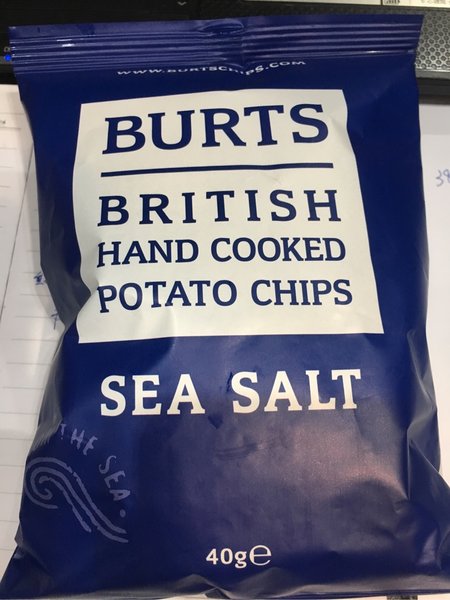 WWW.BURTSCHIPS.COM
BURTS
BRITISH
HAND COOKED
POTATO CHIPS
SEA SALT
THE SEA.
40g℮